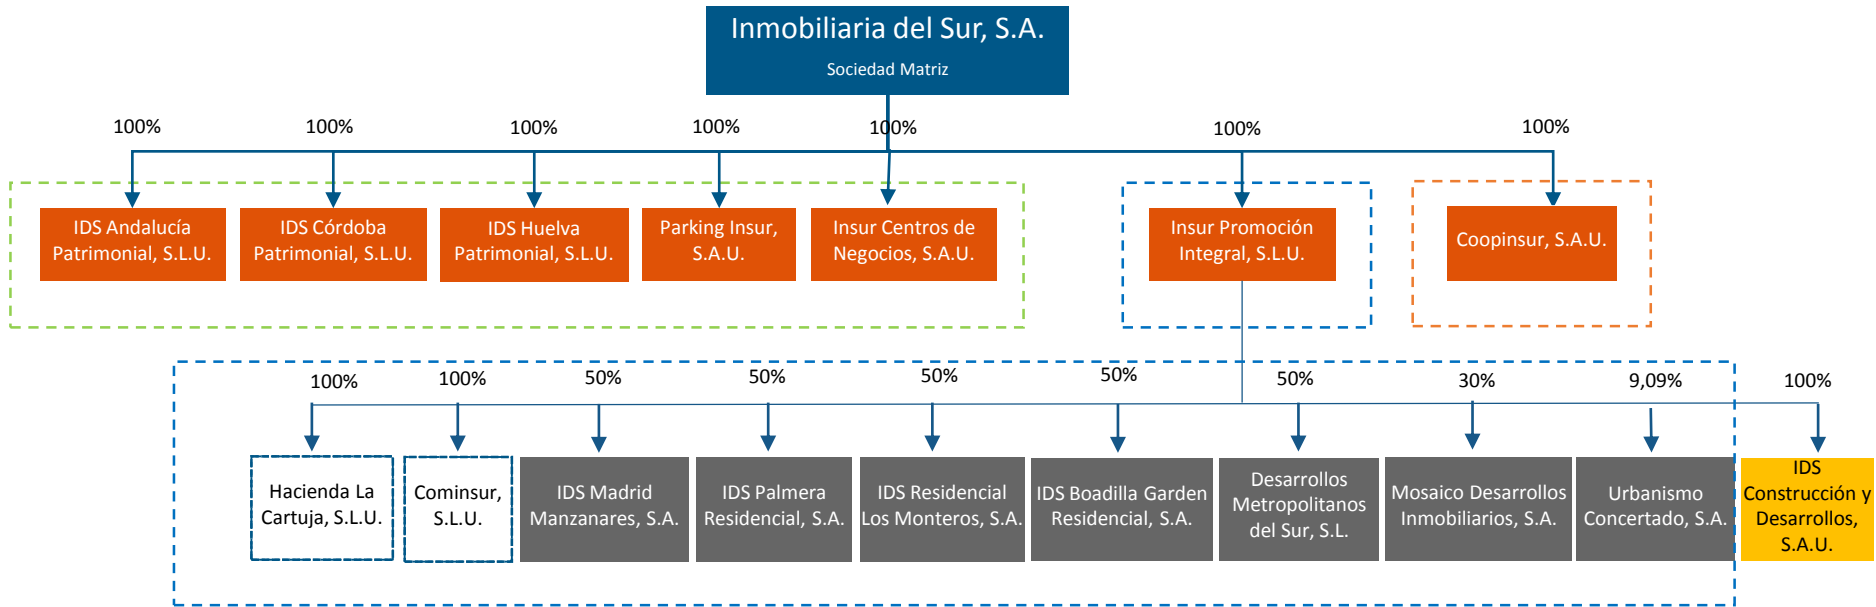 Inmobiliaria del Sur, S.A.
Sociedad Matriz
100%
100%
100%
100%
100%
100%
100%
IDS Andalucía
Patrimonial, S.L.U.
IDS Córdoba
Patrimonial, S.L.U.
IDS Huelva
Patrimonial, S.L.U.
Parking Insur,
S.A.U.
Insur Centros de
Negocios, S.A.U.
Insur Promoción
Integral, S.L.U.
Coopinsur, S.A.U.
100%
100%
50%
50%
50%
50%
50%
30%
9,09%
100%
Hacienda La
Cartuja, S.L.U.
Cominsur,
S.L.U.
IDS Madrid
Manzanares, S.A.
IDS Palmera
Residencial, S.A.
IDS Residencial
Los Monteros, S.A.
IDS Boadilla Garden
Residencial, S.A.
Desarrollos
Metropolitanos
del Sur, S.L.
Mosaico Desarrollos
Inmobiliarios, S.A.
Urbanismo
Concertado, S.A.
IDS
Construcción y
Desarrollos,
S.A.U.